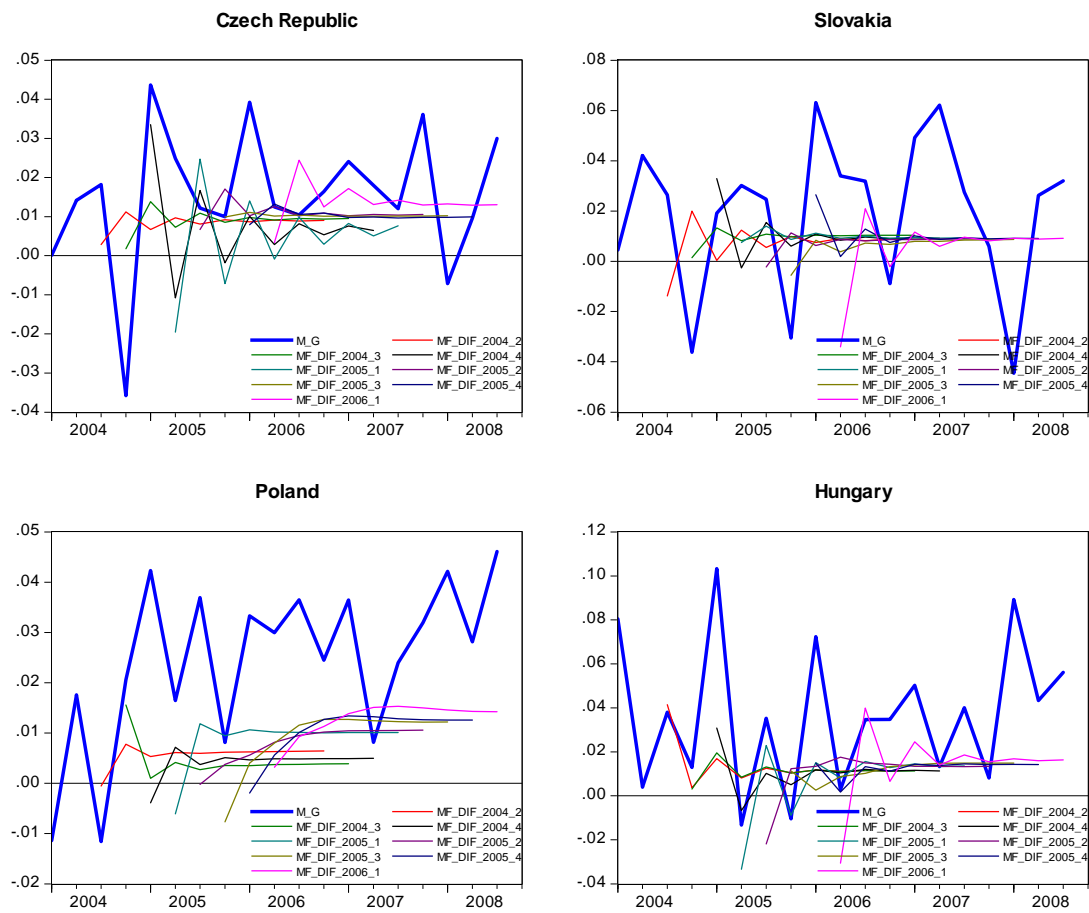 Czech Republic
.05
.04
.03
.02
.01
.00
-.01
-.02
-.03
-.04
M_G
MF_DIF_2004_2
MF_DIF_2004_3
MF_DIF_2004_4
MF_DIF_2005_1
MF_DIF_2005_2
MF_DIF_2005_3
MF_DIF_2005_4
MF_DIF_2006_1
2004 2005 2006 2007 2008
Slovakia
.08
.06
.04
.02
.00
-.02
-.04
-.06
M_G
MF_DIF_2004_2
MF_DIF_2004_3
MF_DIF_2004_4
MF_DIF_2005_1
MF_DIF_2005_2
MF_DIF_2005_3
MF_DIF_2005_4
MF_DIF_2006_1
2004 2005 2006 2007 2008
Poland
.05
.04
.03
.02
.01
.00
-.01
-.02
M_G
MF_DIF_2004_2
MF_DIF_2004_3
MF_DIF_2004_4
MF_DIF_2005_1
MF_DIF_2005_2
MF_DIF_2005_3
MF_DIF_2005_4
MF_DIF_2006_1
2004 2005 2006 2007 2008
Hungary
.12
.10
.08
.06
.04
.02
.00
-.02
-.04
M_G
MF_DIF_2004_2
MF_DIF_2004_3
MF_DIF_2004_4
MF_DIF_2005_1
MF_DIF_2005_2
MF_DIF_2005_3
MF_DIF_2005_4
MF_DIF_2006_1
2004 2005 2006 2007 2008